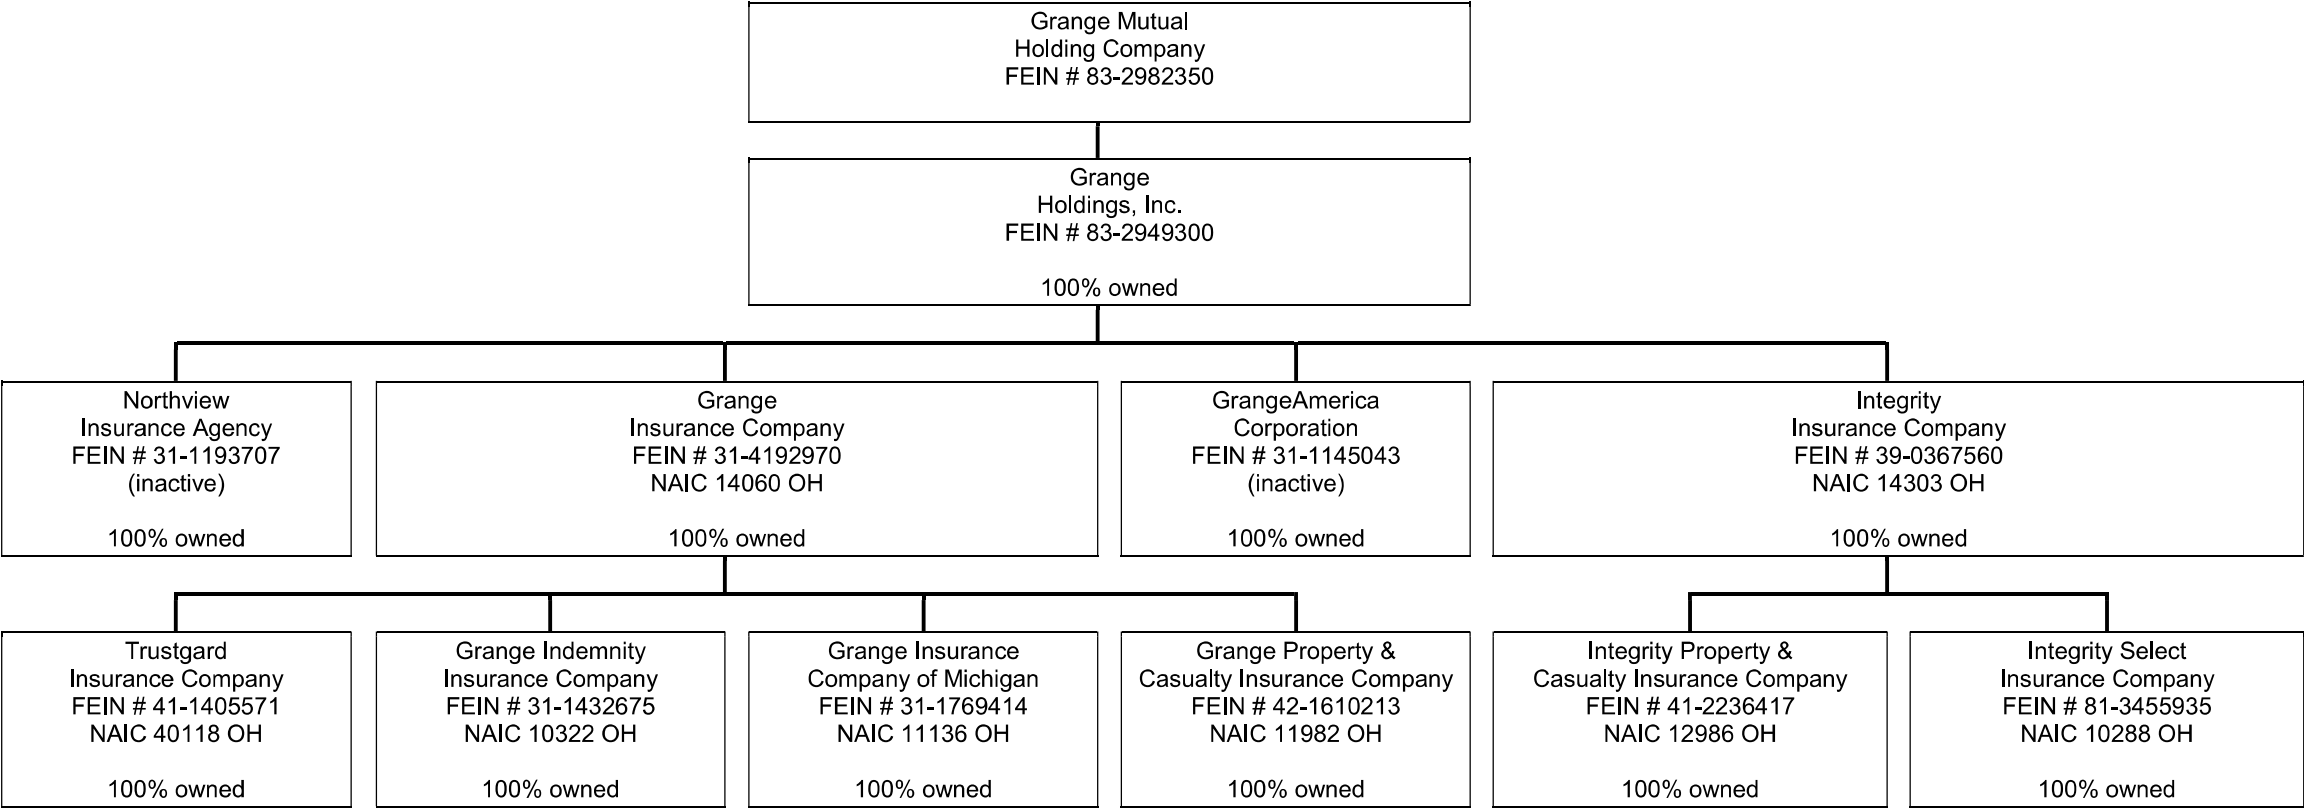 Grange Mutual
Holding Company
FEIN # 83-2982350
Grange
Holdings, Inc.
FEIN # 83-2949300
100% owned
Northview
Insurance Agency
FEIN # 31-1193707
(inactive)
100% owned
Grange
Insurance Company
FEIN # 31-4192970
NAIC 14060 OH
100% owned
GrangeAmerica
Corporation
FEIN # 31-1145043
(inactive)
100% owned
Integrity
Insurance Company
FEIN # 39-0367560
NAIC 14303 OH
100% owned
Trustgard
Insurance Company
FEIN # 41-1405571
NAIC 40118 OH
100% owned
Grange Indemnity
Insurance Company
FEIN # 31-1432675
NAIC 10322 OH
100% owned
Grange Insurance
Company of Michigan
FEIN # 31-1769414
NAIC 11136 OH
100% owned
Grange Property &
Casualty Insurance Company
FEIN # 42-1610213
NAIC 11982 OH
100% owned
Integrity Property &
Casualty Insurance Company
FEIN # 41-2236417
NAIC 12986 OH
100% owned
Integrity Select
Insurance Company
FEIN # 81-3455935
NAIC 10288 OH
100% owned